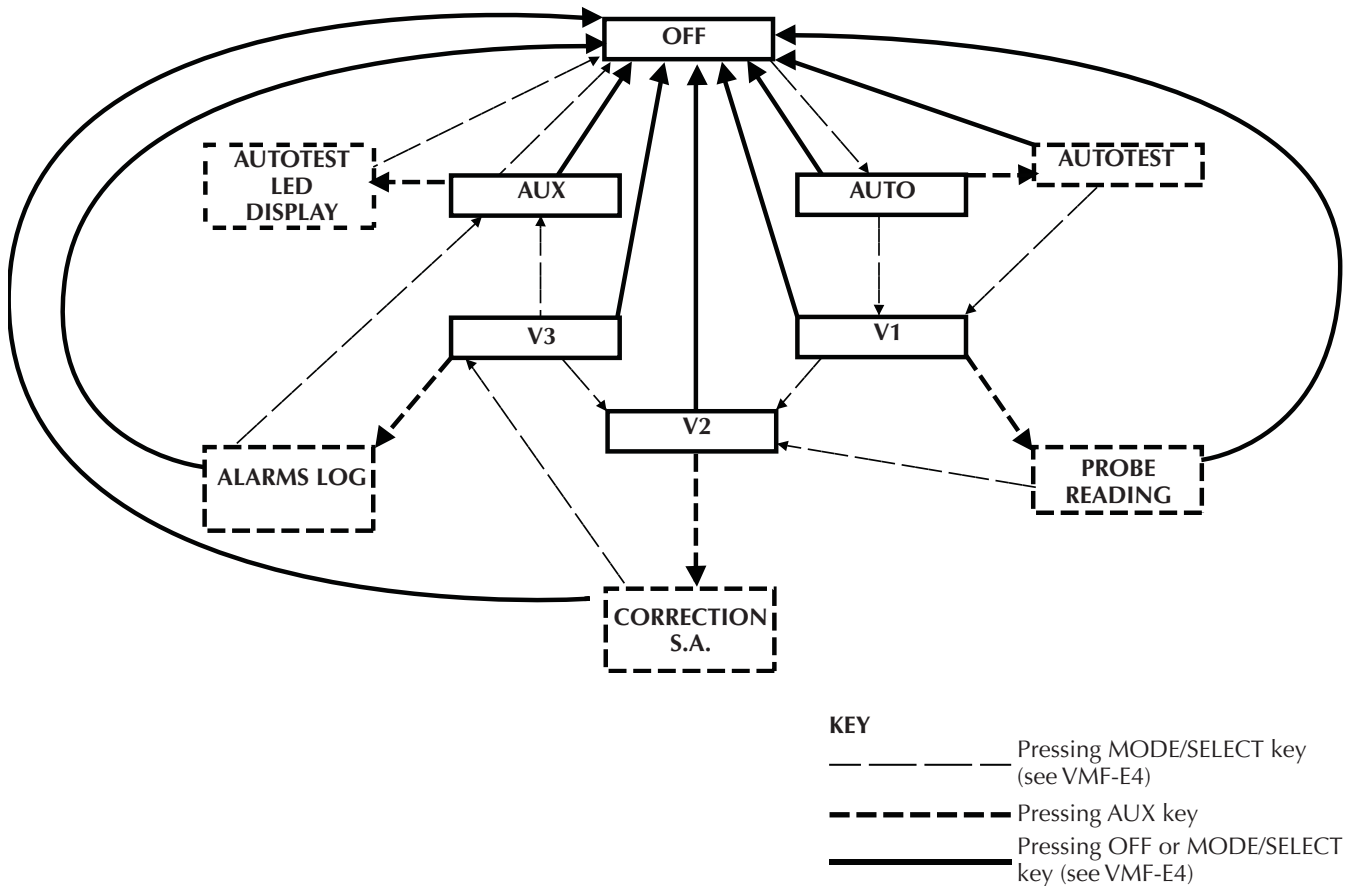 OFF
AUTOTEST
LED
DISPLAY
AUX
AUTO
AUTOTEST
V3
V1
V2
ALARMS LOG
PROBE
READING
CORRECTION
S.A.
KEY
Pressing MODE/SELECT key
(see VMF-E4)
Pressing AUX key
Pressing OFF or MODE/SELECT
key (see VMF-E4)